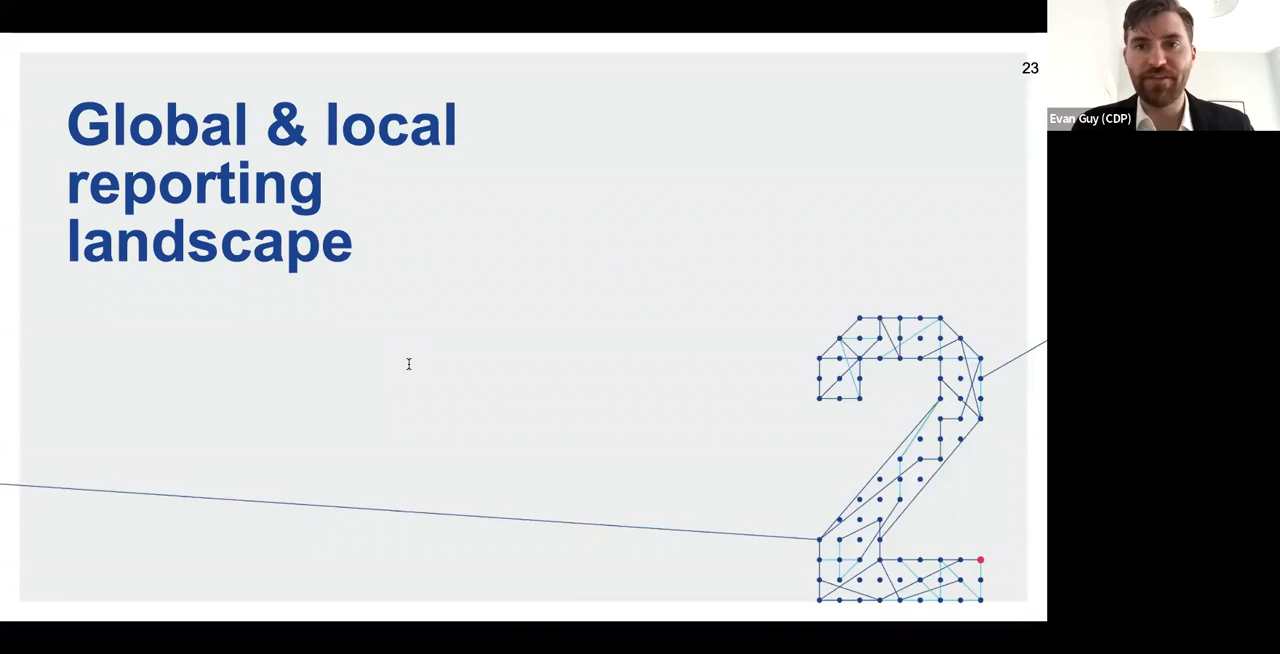 Global & local
reporting
landscape
23
2
Evan Guy (CDP)